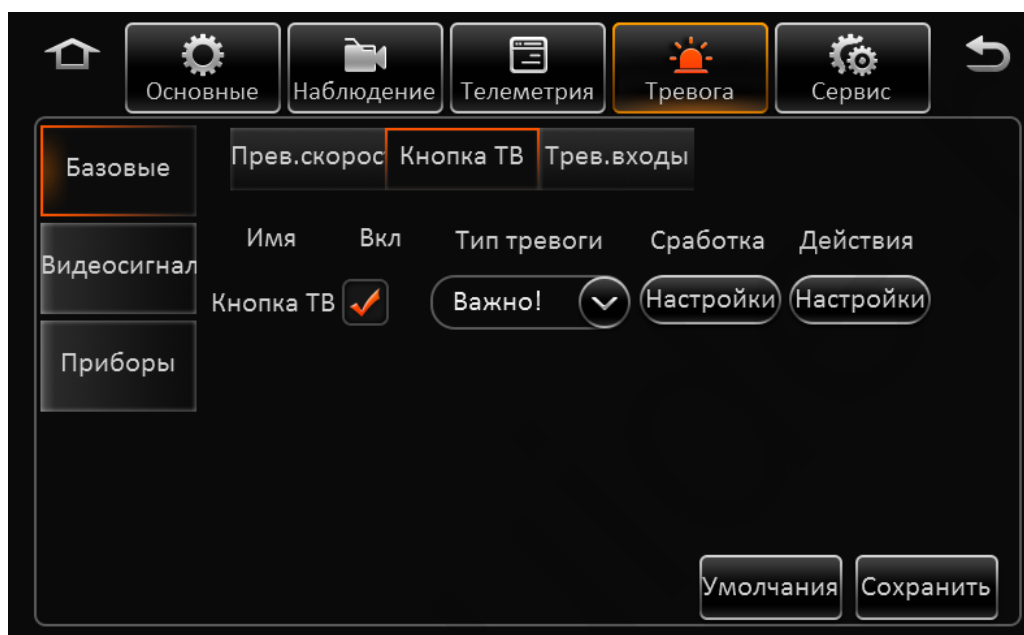 Основные Наблюдение Телеметрия Тревога Сервис
Базовые
Прев.скорос Кнопка ТВ Трев.входы
Имя Вкл Тип тревоги Сработка Действия
Видеосигнал
Кнопка ТВ Важно! Настройки Настройки
Приборы
Умолчания Сохранить